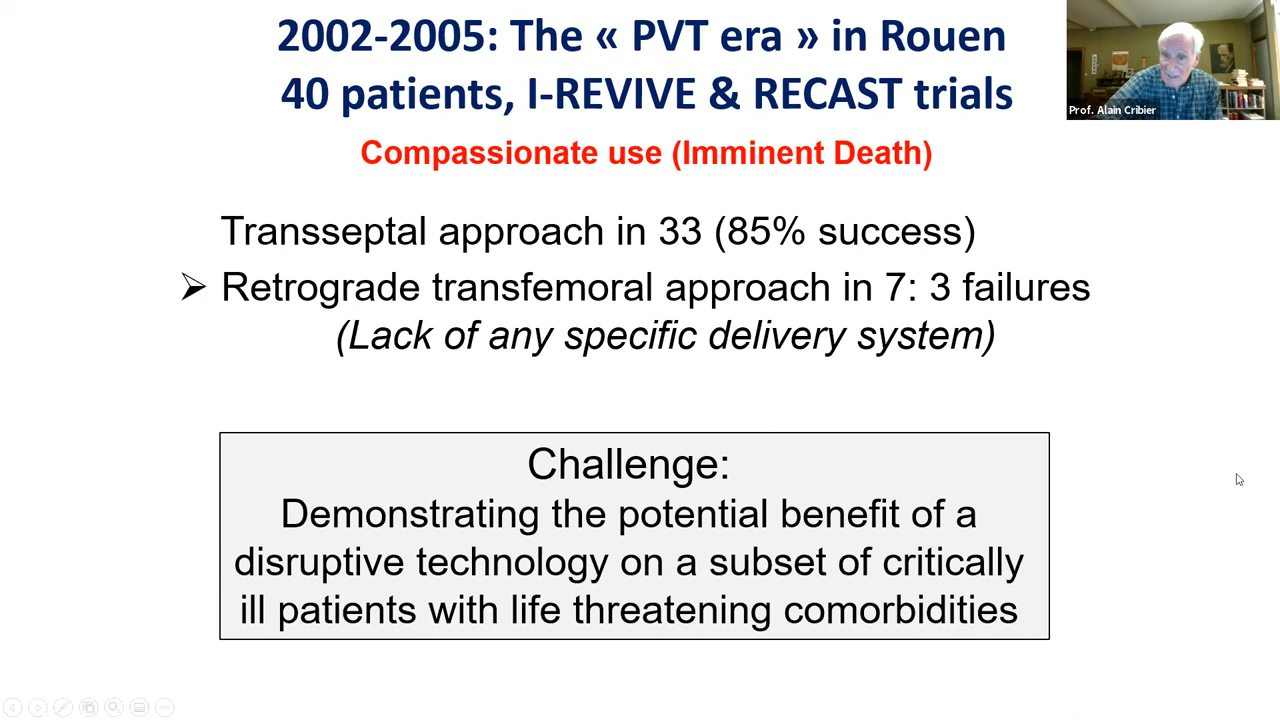 2002-2005: The « PVT era » in Rouen
40 patients, I-REVIVE & RECAST trials
Prof. Alain Cribier
Compassionate use (Imminent Death)
Transseptal approach in 33 (85% success)
➢ Retrograde transfemoral approach in 7: 3 failures
(Lack of any specific delivery system)
Challenge:
Demonstrating the potential benefit of a
disruptive technology on a subset of critically
ill patients with life threatening comorbidities